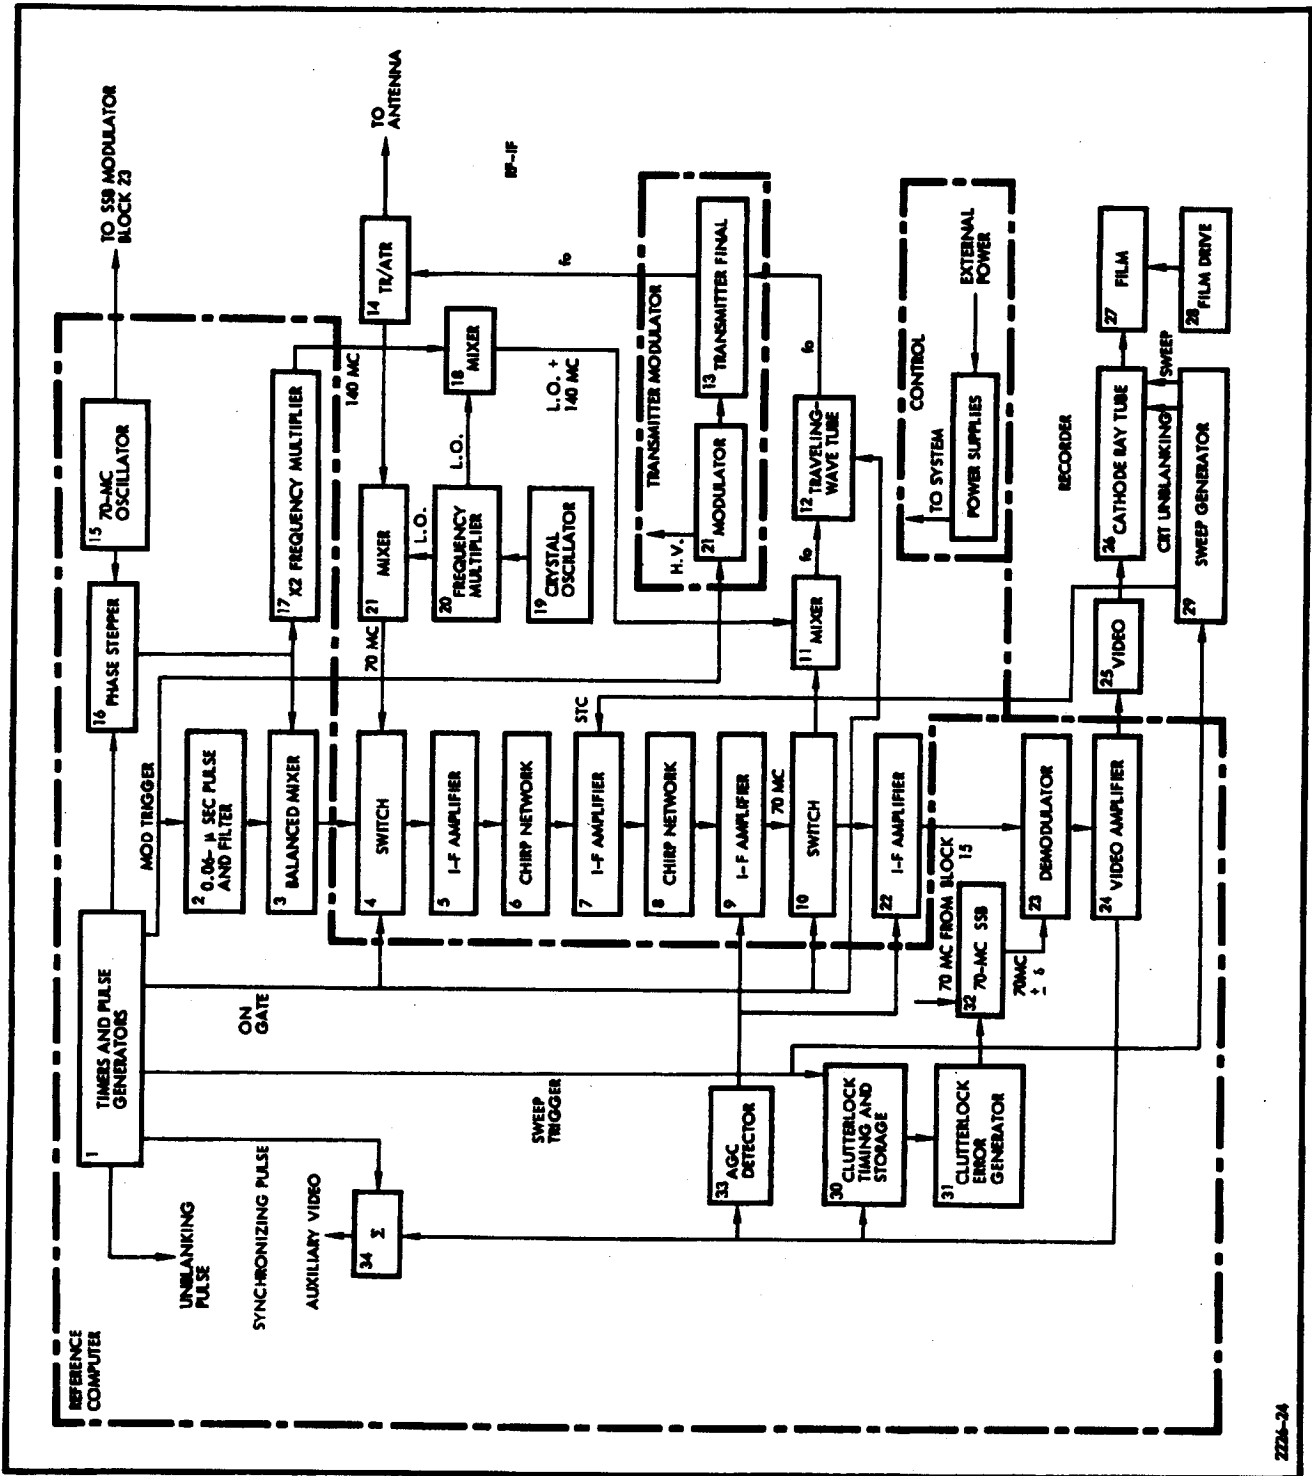 REFERENCE
COMPUTER
UNBLANKING
PULSE
SYNCHRONIZING PULSE
AUXILIARY VIDEO
1
TIMERS AND PULSE
GENERATORS
34
Σ
SWEEP
TRIGGER
ON
GATE
MOD TRIGGER
16
PHASE STEPPER
15
70-MC
OSCILLATOR
TO SSB MODULATOR
BLOCK 23
2
0.06- μ SEC PULSE
AND FILTER
3
BALANCED MIXER
17
X2 FREQUENCY MULTIPLIER
140 MC
4
SWITCH
70 MC
21
MIXER
14
TR/ATR
TO
ANTENNA
L.O.
5
I-F AMPLIFIER
20
FREQUENCY
MULTIPLIER
L.O.
18
MIXER
6
CHIRP NETWORK
19
CRYSTAL
OSCILLATOR
L.O. +
140 MC
RF-IF
STC
7
I-F AMPLIFIER
fo
8
CHIRP NETWORK
H.V.
TRANSMITTER MODULATOR
33
AGC
DETECTOR
9
I-F AMPLIFIER
21
MODULATOR
13
TRANSMITTER FINAL
70 MC
10
SWITCH
11
MIXER
fo
12
TRAVELING-
WAVE TUBE
fo
30
CLUTTERLOCK
TIMING AND
STORAGE
22
I-F AMPLIFIER
TO SYSTEM
CONTROL
31
CLUTTERLOCK
ERROR
GENERATOR
70 MC FROM BLOCK
15
32
70-MC SSB
POWER SUPPLIES
EXTERNAL
POWER
70MC
± δ
23
DEMODULATOR
RECORDER
24
VIDEO AMPLIFIER
25
VIDEO
26
CATHODE RAY TUBE
27
FILM
CRT UNBLANKING
SWEEP
29
SWEEP GENERATOR
28
FILM DRIVE
2226-24